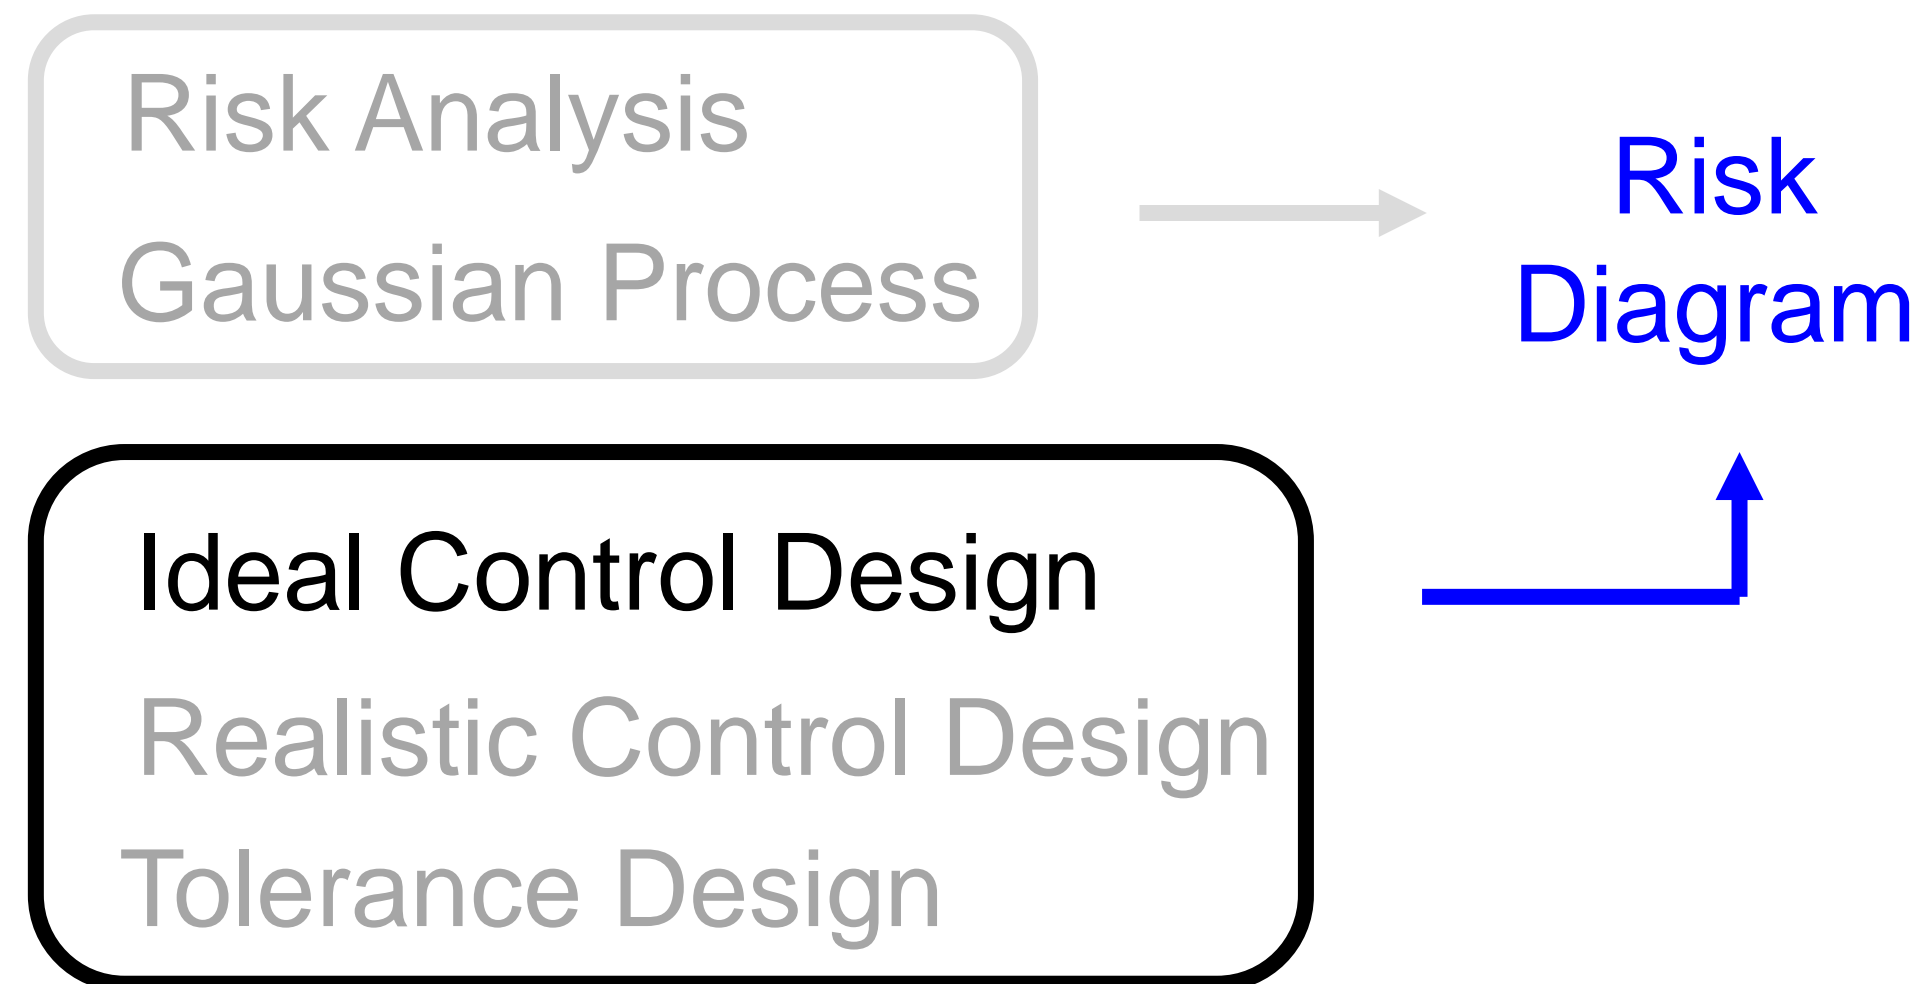 Risk Analysis
Gaussian Process
Risk
Diagram
Ideal Control Design
Realistic Control Design
Tolerance Design